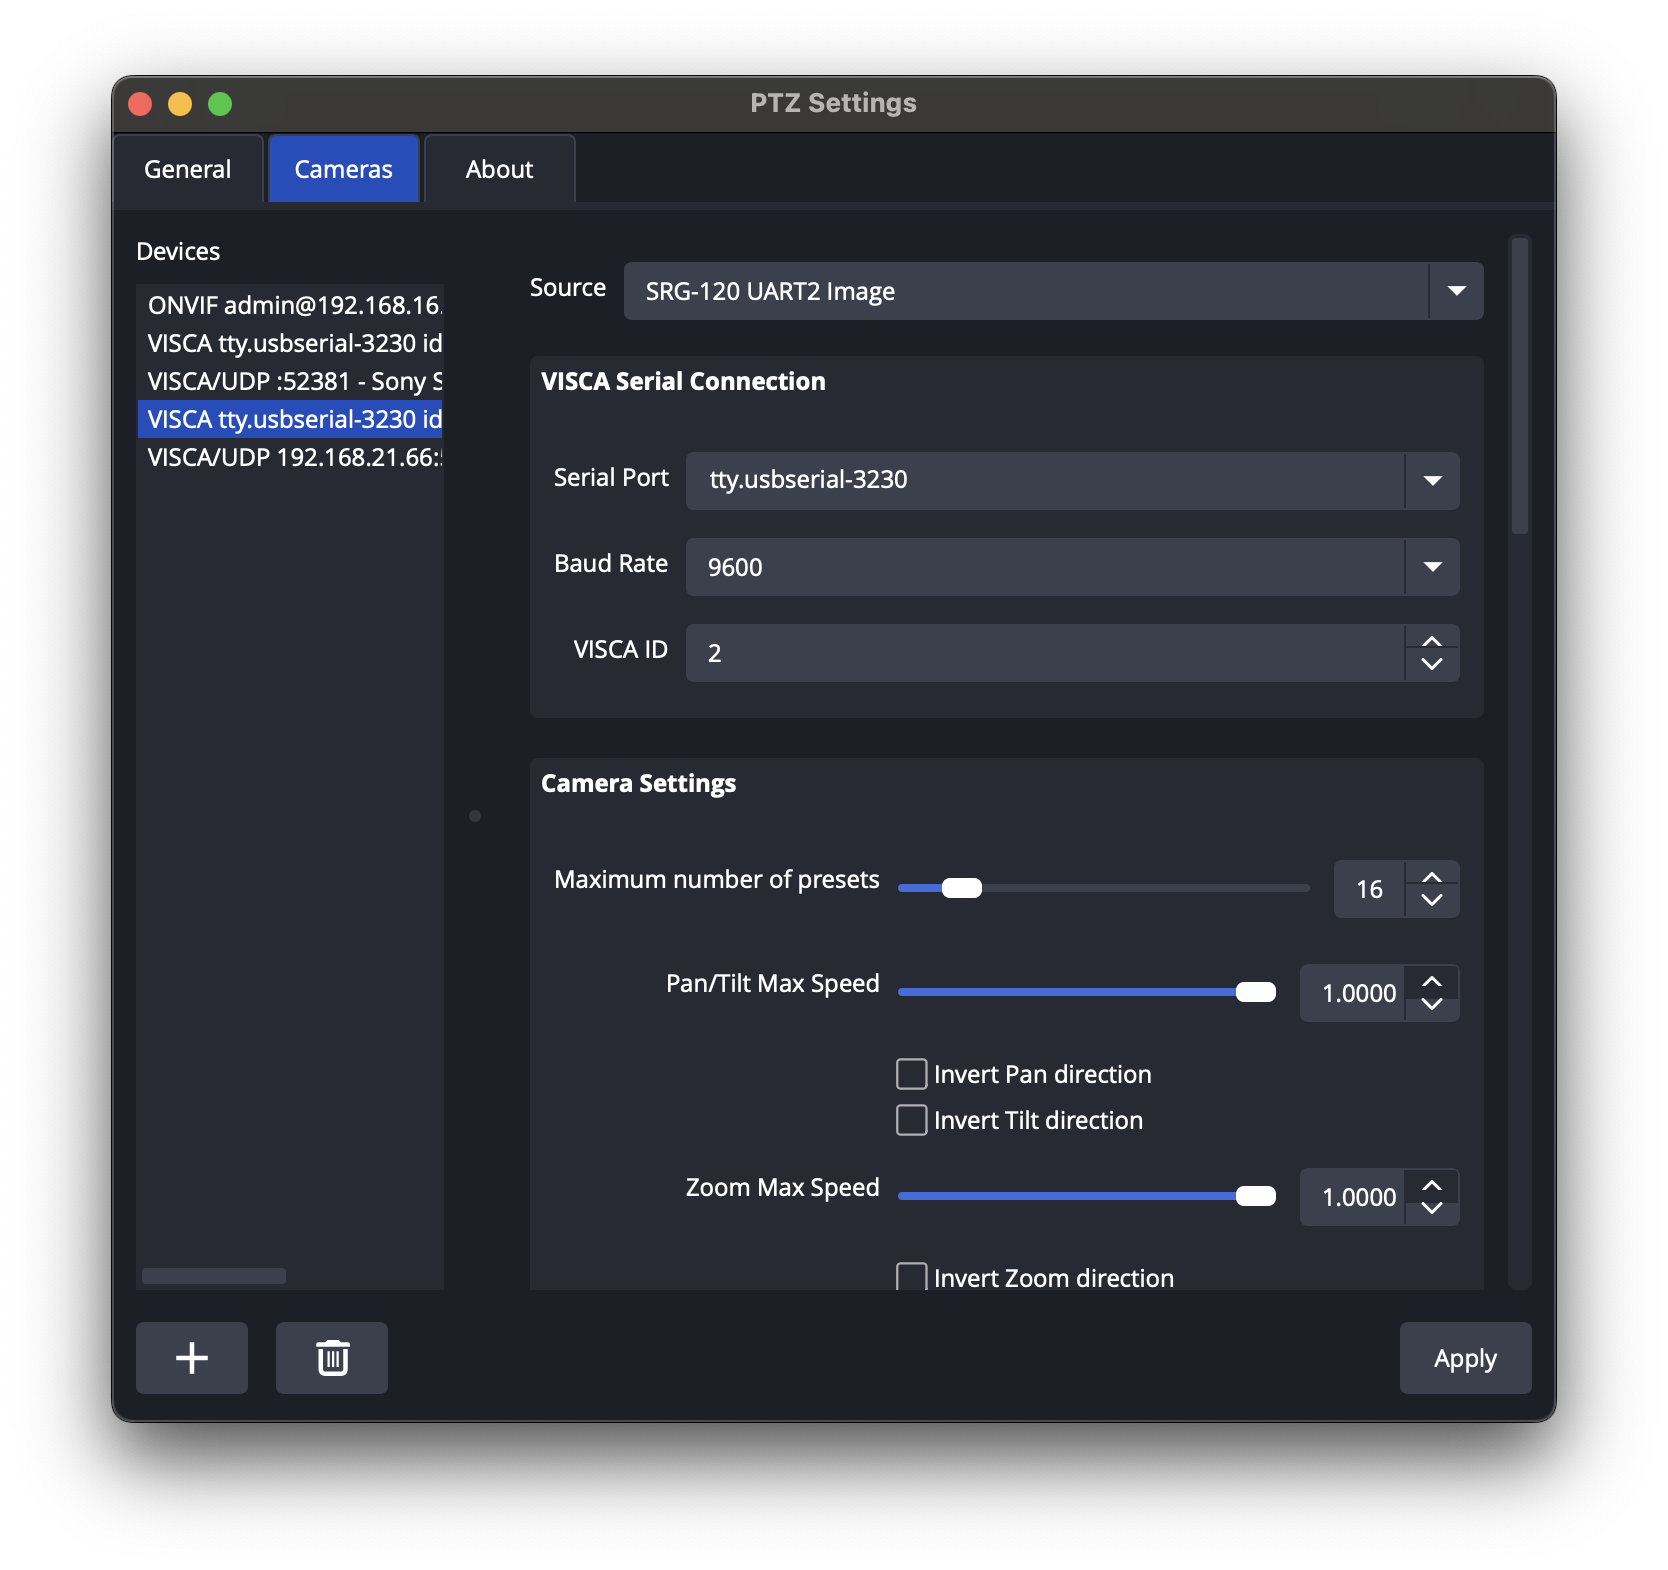 PTZ Settings
General
Cameras
About
Devices
ONVIF admin@192.168.16.
VISCA tty.usbserial-3230 id
VISCA/UDP :52381 - Sony S
VISCA tty.usbserial-3230 id
VISCA/UDP 192.168.21.66:
Source
SRG-120 UART2 Image
VISCA Serial Connection
Serial Port
tty.usbserial-3230
Baud Rate
9600
VISCA ID
2
Camera Settings
Maximum number of presets
16
Pan/Tilt Max Speed
1.0000
Invert Pan direction
Invert Tilt direction
Zoom Max Speed
1.0000
Invert Zoom direction
Apply